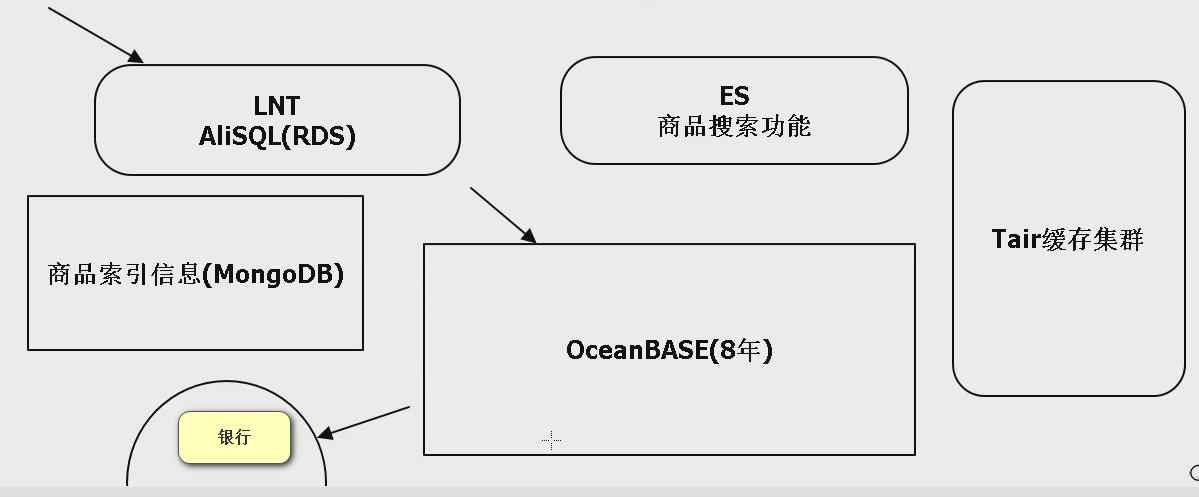 LNT
AliSQL(RDS)
ES
商品搜索功能
Tair缓存集群
商品索引信息(MongoDB)
OceanBASE(8年)
银行